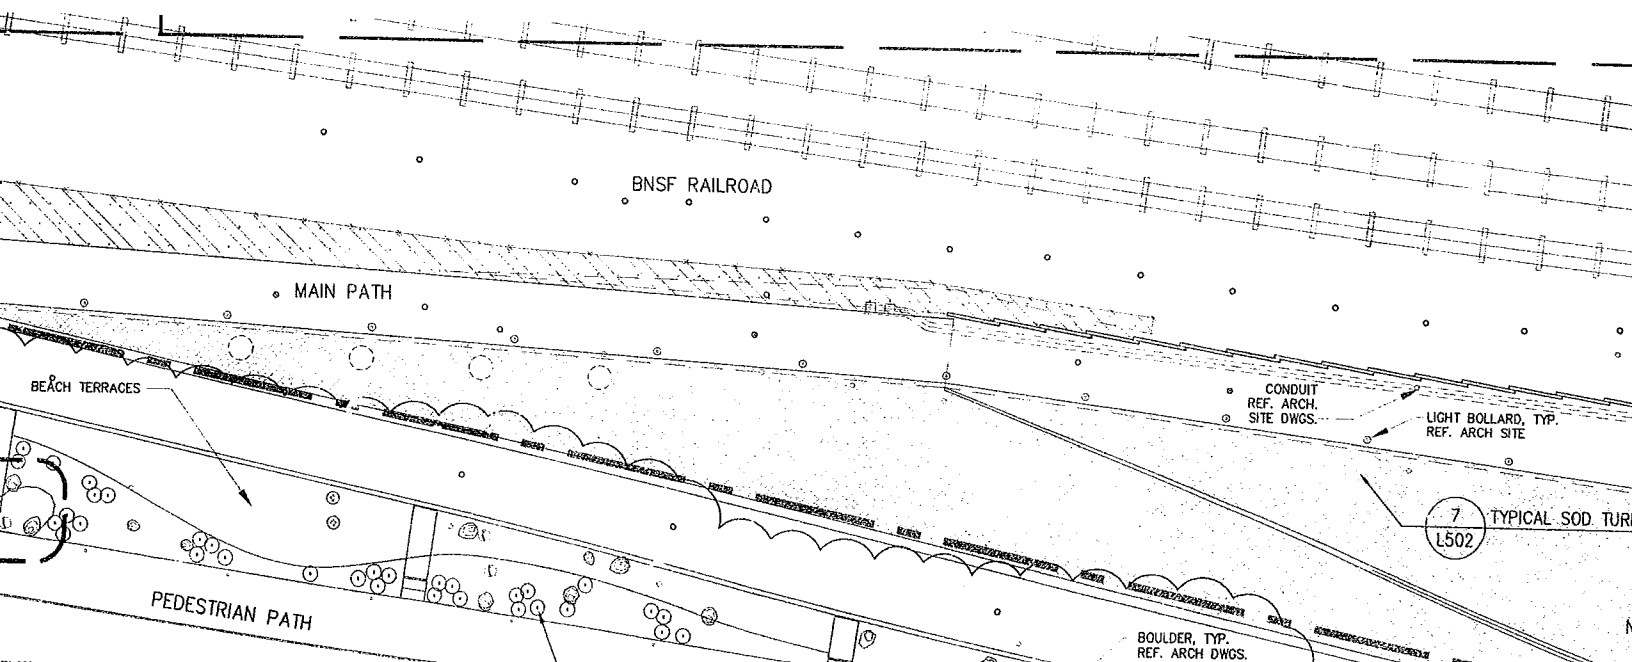 BNSF RAILROAD
MAIN PATH
BEACH TERRACES
CONDUIT
REF. ARCH.
SITE DWGS.
LIGHT BOLLARD, TYP.
REF. ARCH SITE
7
L502
TYPICAL SOD TUR
PEDESTRIAN PATH
BOULDER, TYP.
REF. ARCH DWGS.